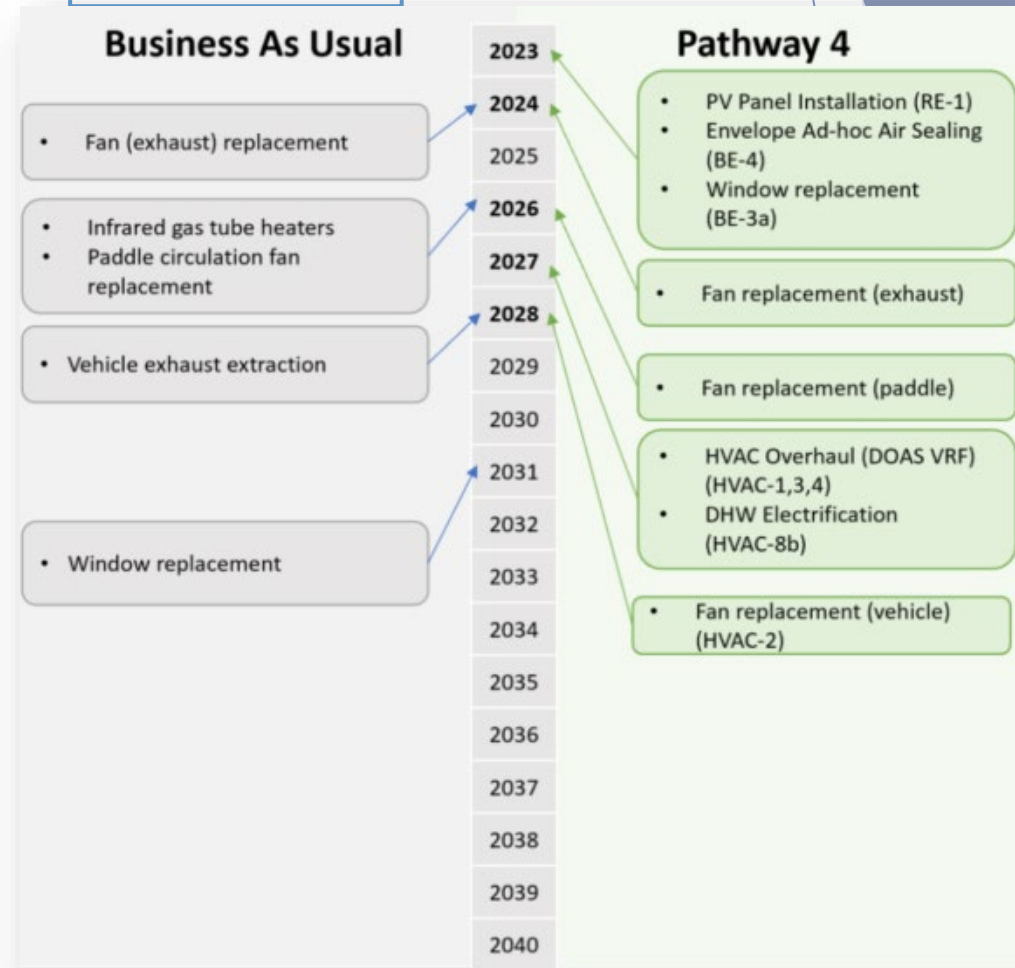 Business As Usual
• Fan (exhaust) replacement
• Infrared gas tube heaters
• Paddle circulation fan
replacement
• Vehicle exhaust extraction
• Window replacement
2023
2024
2025
2026
2027
2028
2029
2030
2031
2032
2033
2034
2035
2036
2037
2038
2039
2040
Pathway 4
• PV Panel Installation (RE-1)
• Envelope Ad-hoc Air Sealing
(BE-4)
• Window replacement
(BE-3a)
• Fan replacement (exhaust)
• Fan replacement (paddle)
• HVAC Overhaul (DOAS VRF)
(HVAC-1,3,4)
• DHW Electrification
(HVAC-8b)
• Fan replacement (vehicle)
(HVAC-2)